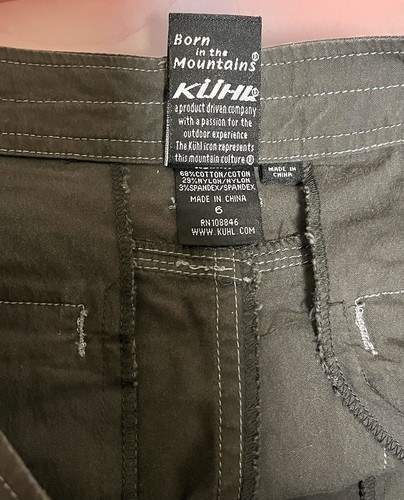 Born
in the
Mountains®
KÜHL®
a product driven company
with a passion for the
outdoor experience
The Kühl icon represents
this mountain culture®
68%COTTON/COTON
29%NYLON/NYLON
3%SPANDEX/SPANDEX
MADE IN CHINA
6
RN108846
WWW.KUHL.COM
MADE IN
CHINA